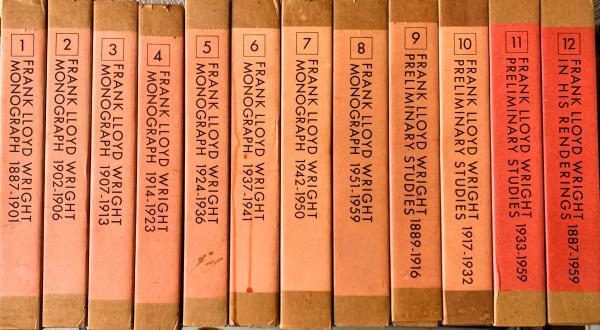 1
FRANK LLOYD WRIGHT
MONOGRAPH 1887-1901
2
FRANK LLOYD WRIGHT
MONOGRAPH 1902-1906
3
FRANK LLOYD WRIGHT
MONOGRAPH 1907-1913
4
FRANK LLOYD WRIGHT
MONOGRAPH 1914-1923
5
FRANK LLOYD WRIGHT
MONOGRAPH 1924-1936
6
FRANK LLOYD WRIGHT
MONOGRAPH 1937-1941
7
FRANK LLOYD WRIGHT
MONOGRAPH 1942-1950
8
FRANK LLOYD WRIGHT
MONOGRAPH 1951-1959
9
FRANK LLOYD WRIGHT
PRELIMINARY STUDIES 1889-1916
10
FRANK LLOYD WRIGHT
PRELIMINARY STUDIES 1917-1932
11
FRANK LLOYD WRIGHT
PRELIMINARY STUDIES 1933-1959
12
FRANK LLOYD WRIGHT
IN HIS RENDERINGS 1887-1959